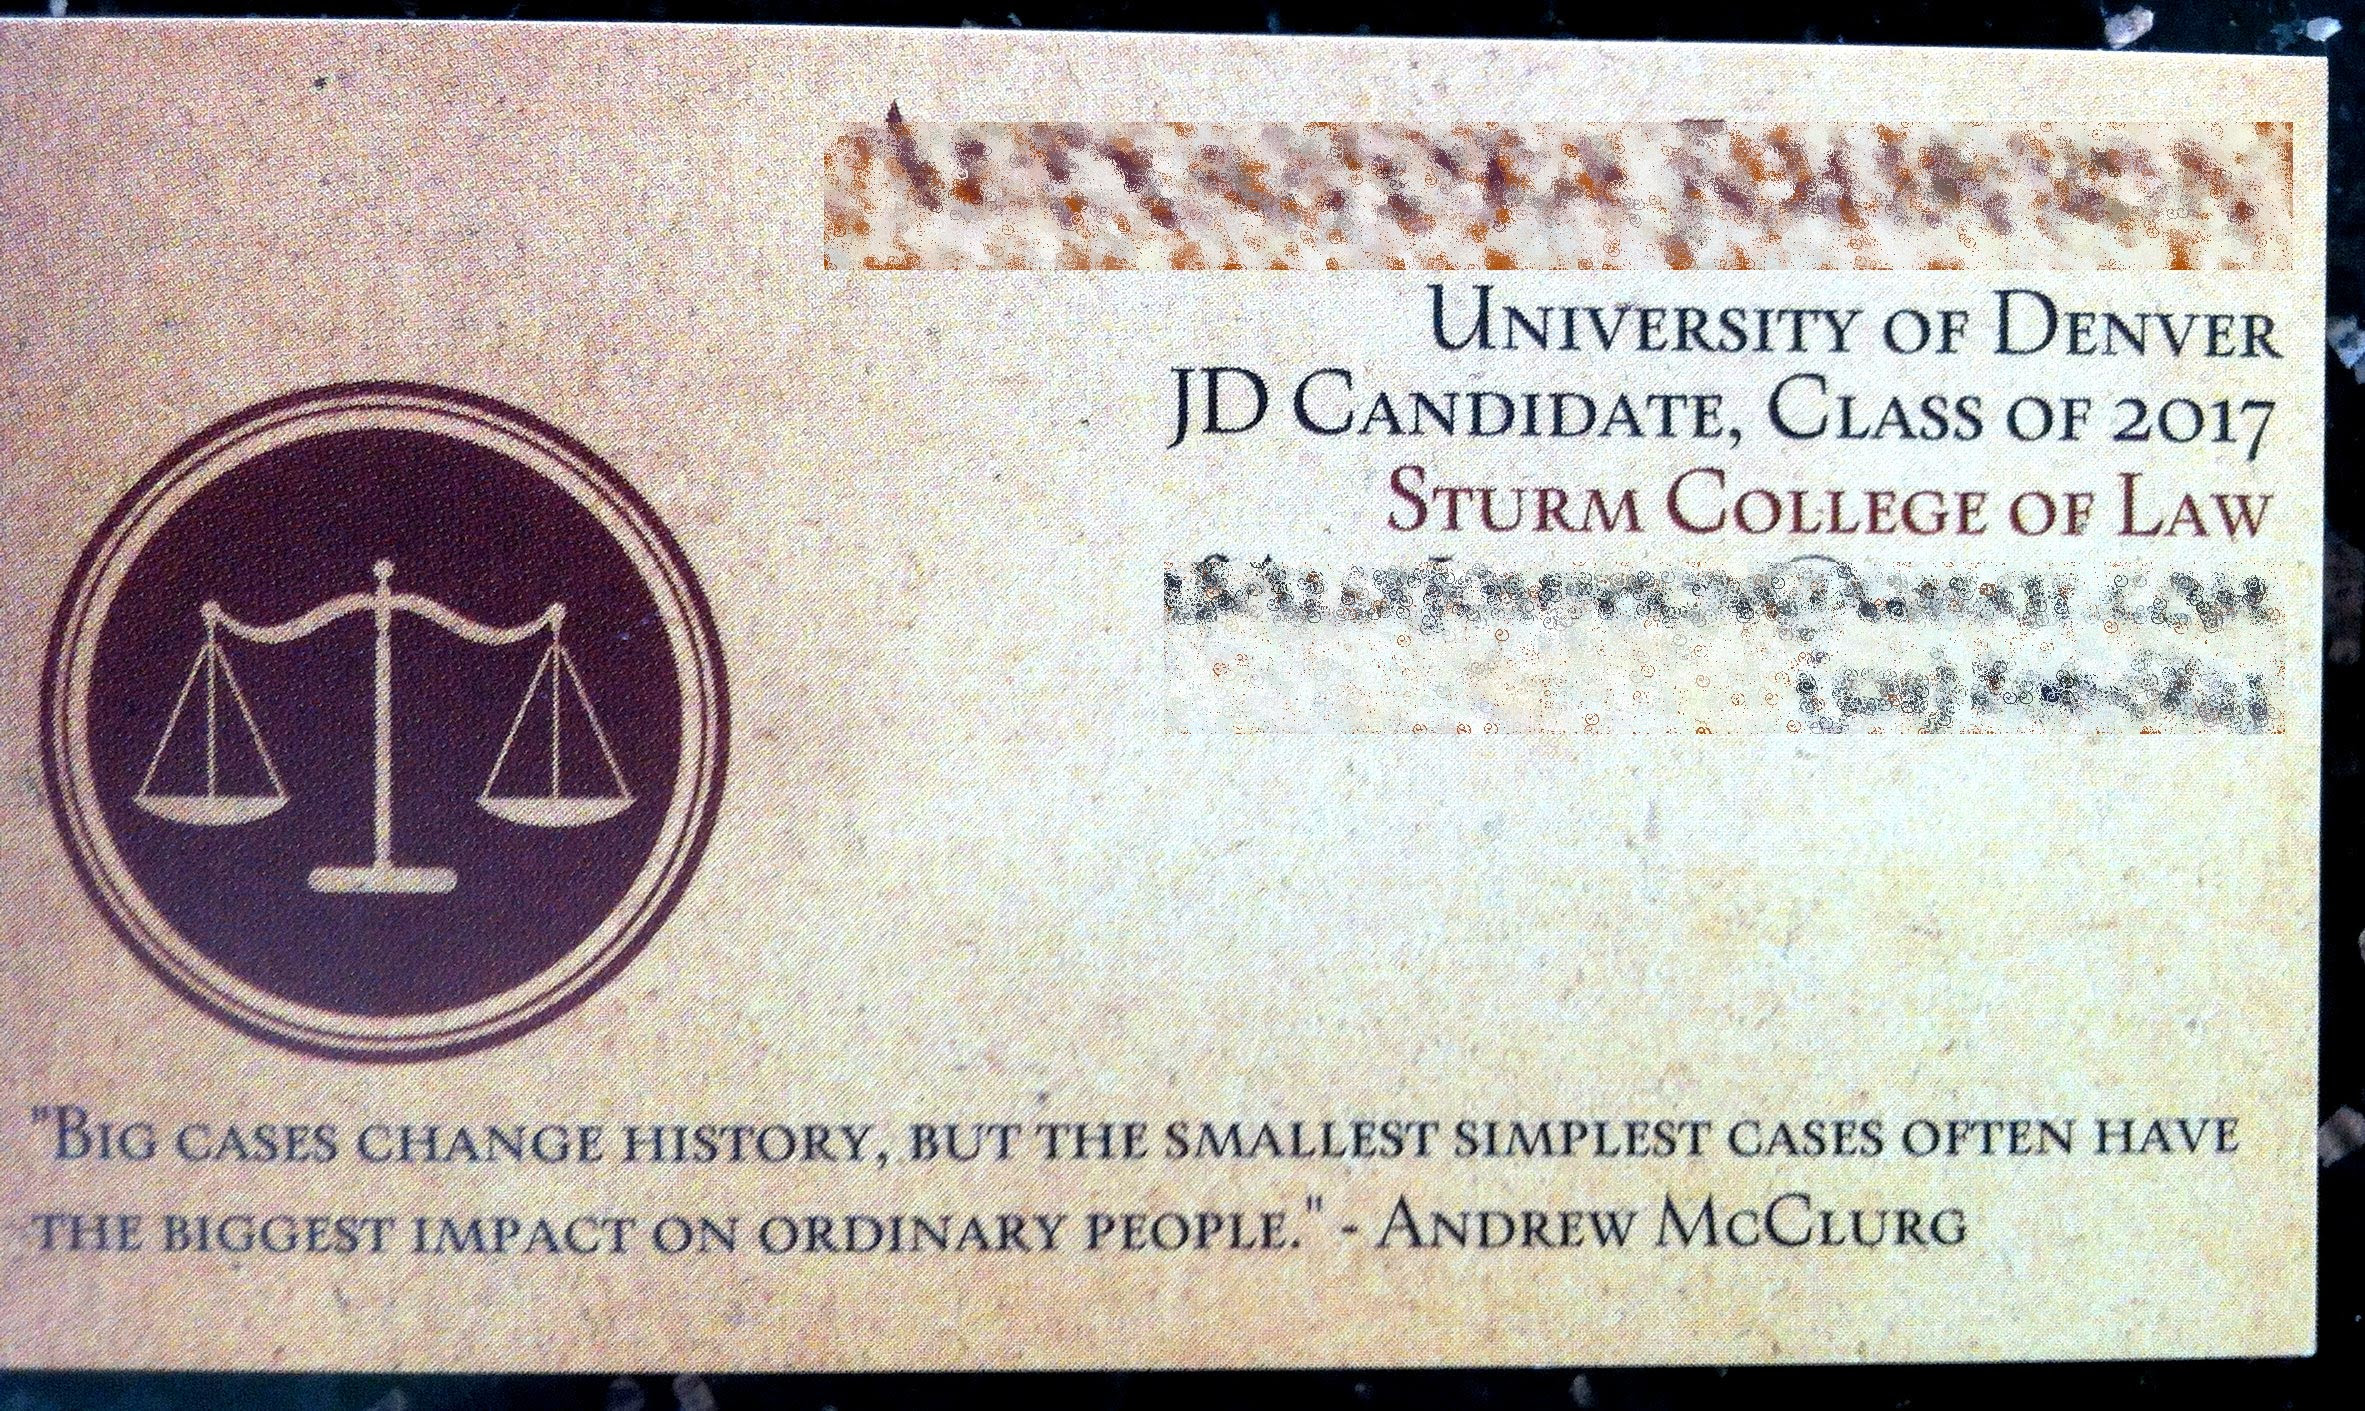 University of Denver
JD Candidate, Class of 2017
Sturm College of Law
"Big cases change history, but the smallest simplest cases often have
the biggest impact on ordinary people." - Andrew McClurg